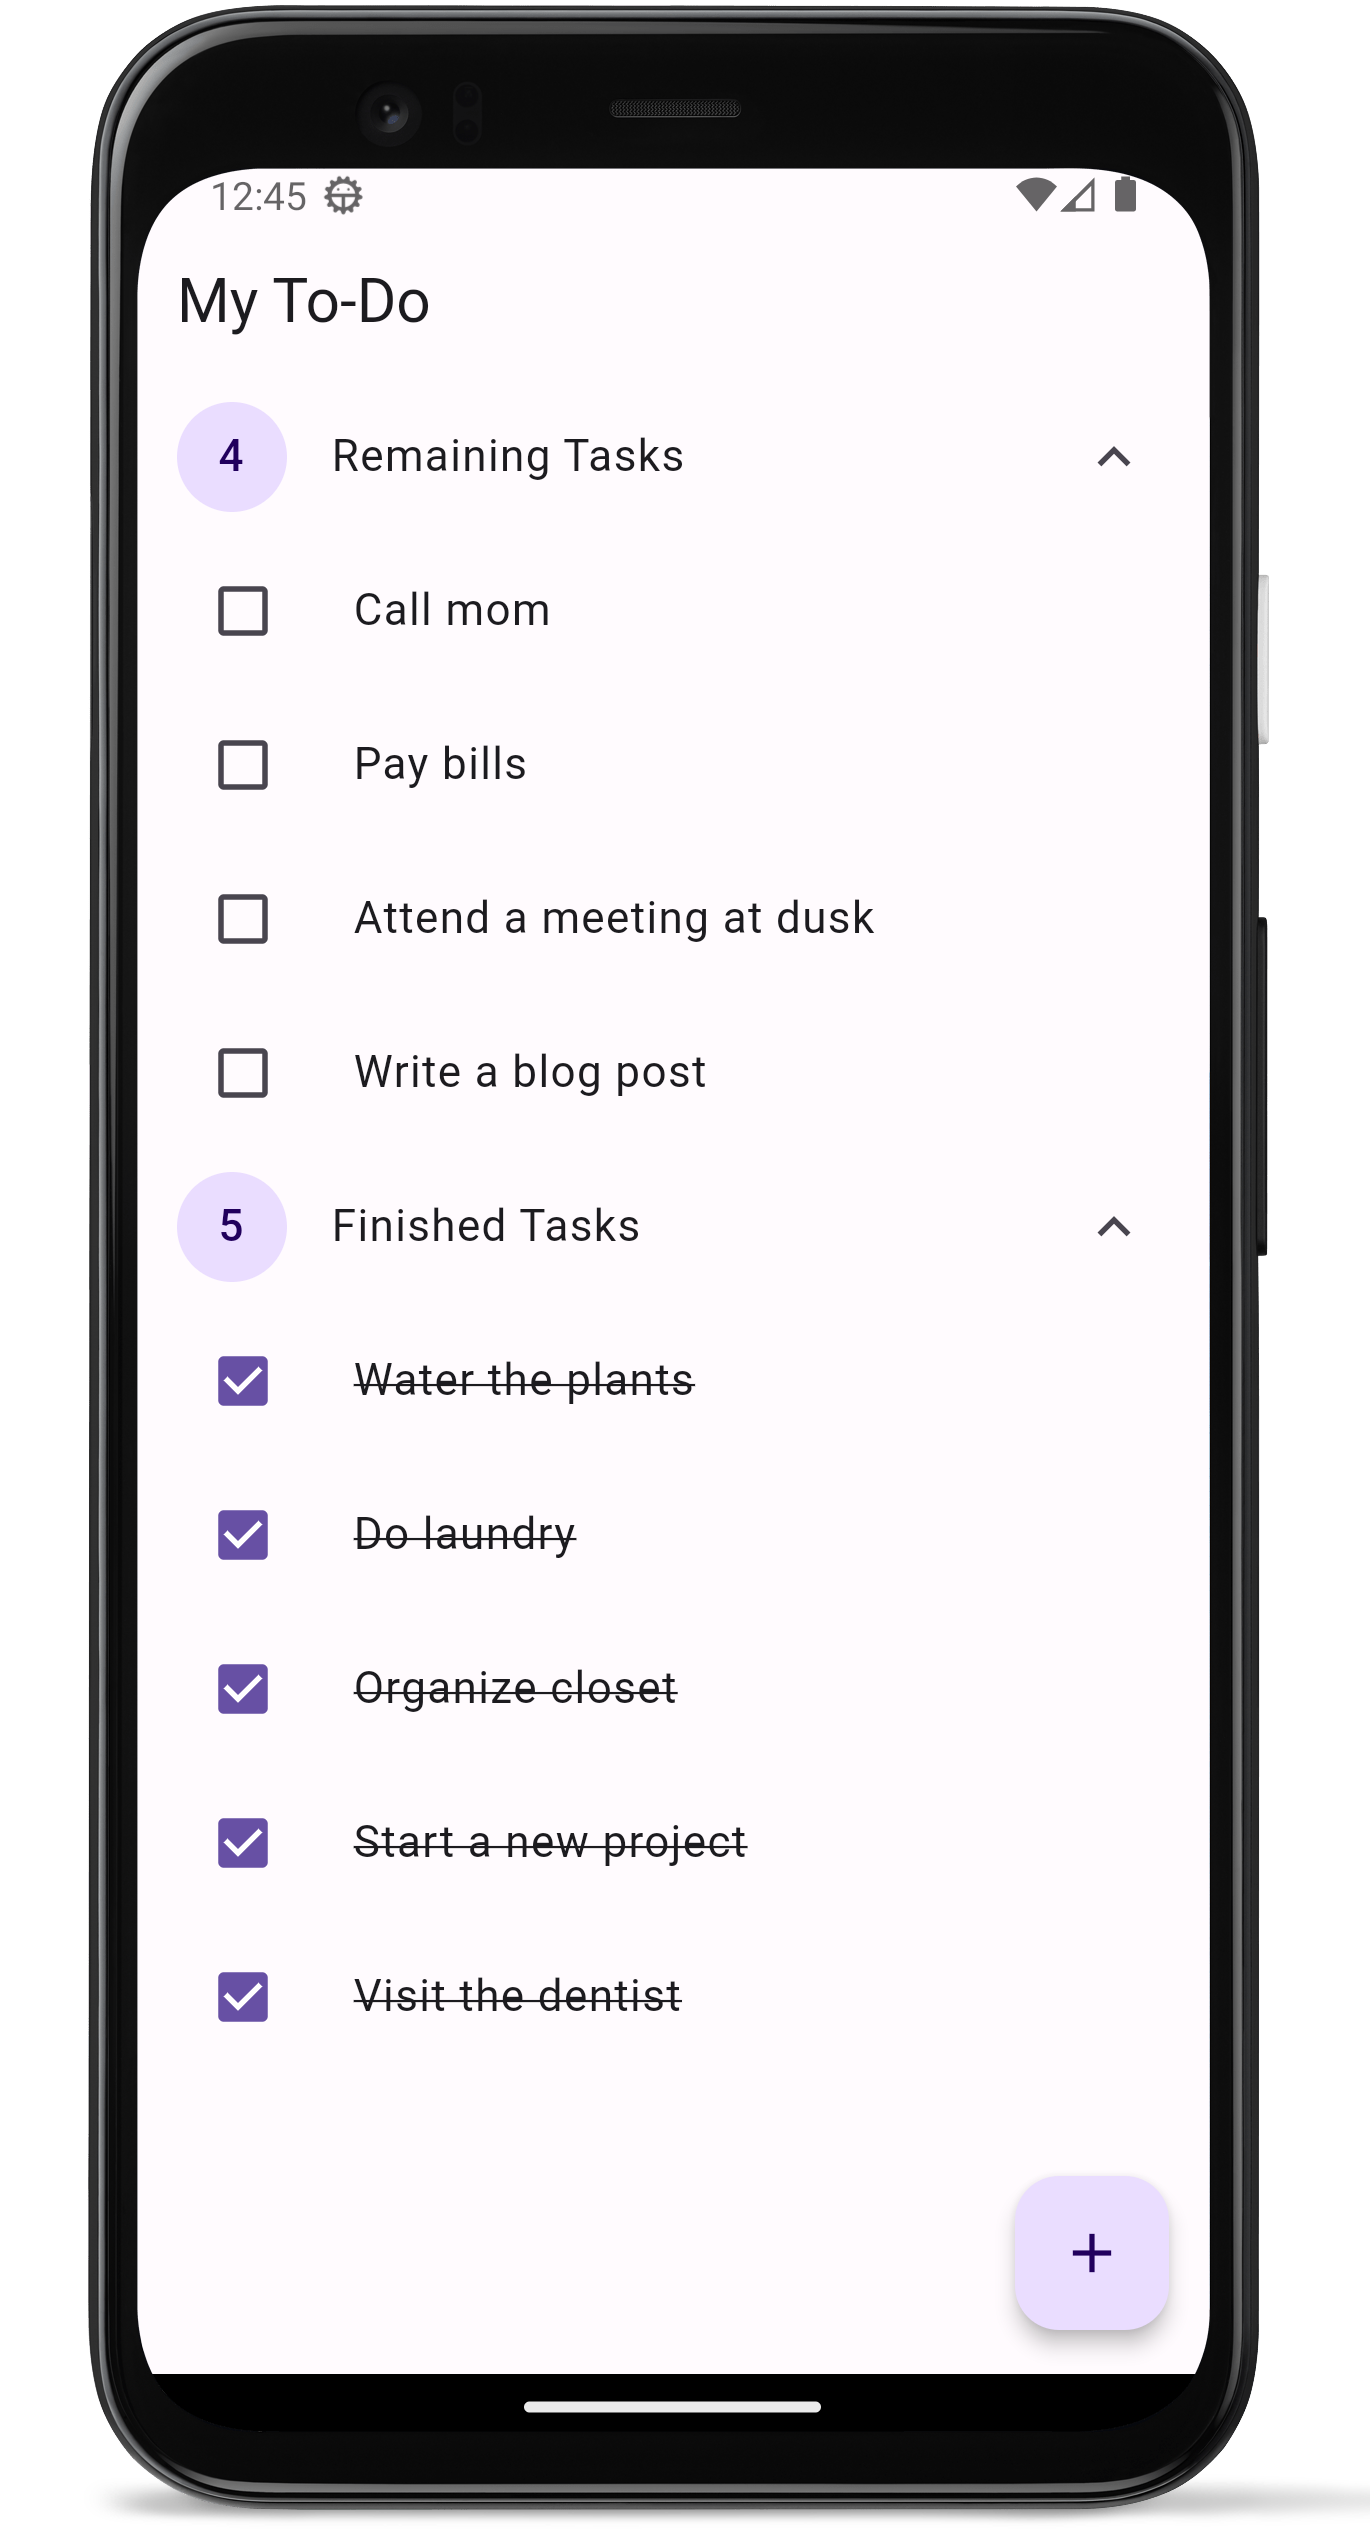 12:45
My To-Do
4 Remaining Tasks
Call mom
Pay bills
Attend a meeting at dusk
Write a blog post
5 Finished Tasks
Water the plants
Do laundry
Organize closet
Start a new project
Visit the dentist